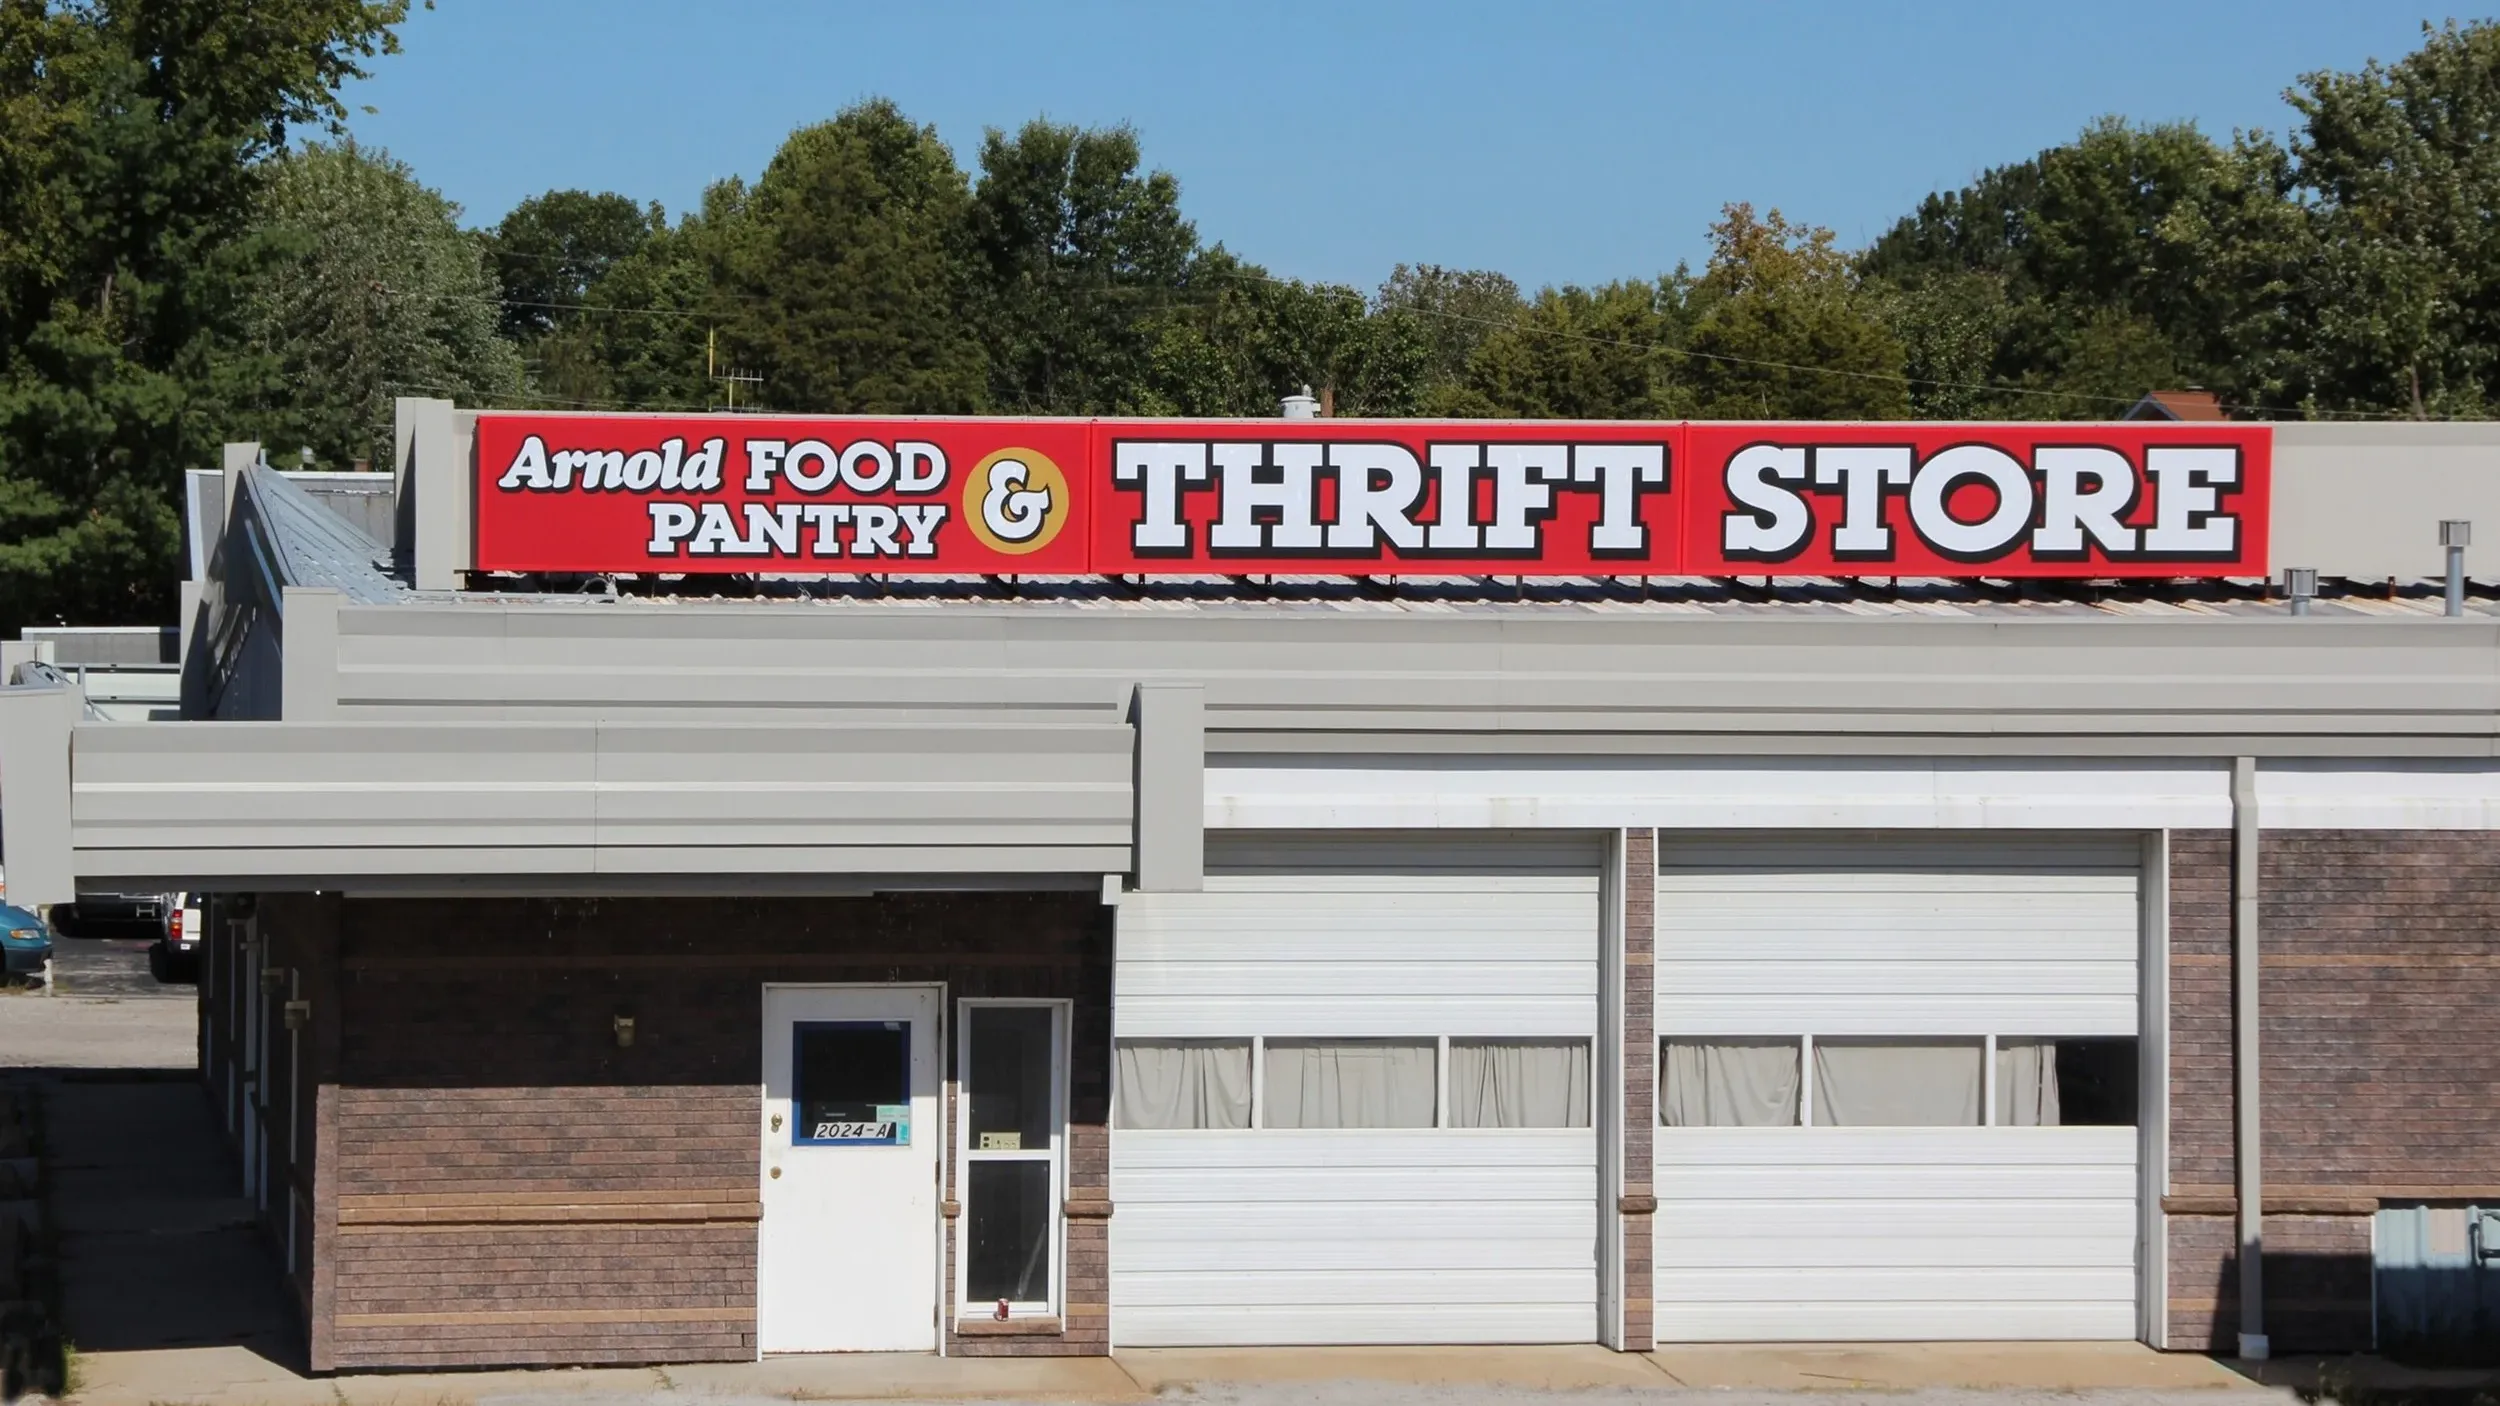 Arnold FOOD
PANTRY
&
THRIFT STORE
2024-A